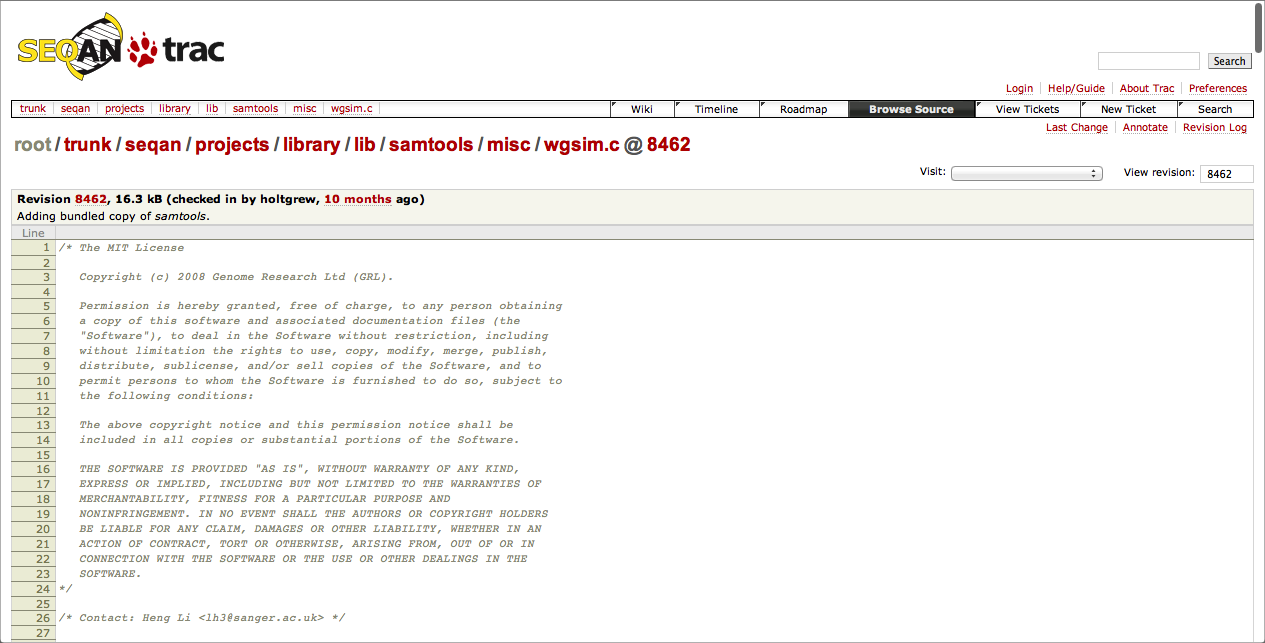 SEQAN trac
Search
Login Help/Guide About Trac Preferences
trunk seqan projects library lib samtools misc wgsim.c Wiki Timeline Roadmap Browse Source View Tickets New Ticket Search
Last Change Annotate Revision Log
root/trunk/seqan/projects/library/lib/samtools/misc/wgsim.c @ 8462
Visit: View revision: 8462
Revision 8462, 16.3 kB (checked in by holtgrew, 10 months ago)
Adding bundled copy of samtools.
Line
1 /* The MIT License
2
3 Copyright (c) 2008 Genome Research Ltd (GRL).
4
5 Permission is hereby granted, free of charge, to any person obtaining
6 a copy of this software and associated documentation files (the
7 "Software"), to deal in the Software without restriction, including
8 without limitation the rights to use, copy, modify, merge, publish,
9 distribute, sublicense, and/or sell copies of the Software, and to
10 permit persons to whom the Software is furnished to do so, subject to
11 the following conditions:
12
13 The above copyright notice and this permission notice shall be
14 included in all copies or substantial portions of the Software.
15
16 THE SOFTWARE IS PROVIDED "AS IS", WITHOUT WARRANTY OF ANY KIND,
17 EXPRESS OR IMPLIED, INCLUDING BUT NOT LIMITED TO THE WARRANTIES OF
18 MERCHANTABILITY, FITNESS FOR A PARTICULAR PURPOSE AND
19 NONINFRINGEMENT. IN NO EVENT SHALL THE AUTHORS OR COPYRIGHT HOLDERS
20 BE LIABLE FOR ANY CLAIM, DAMAGES OR OTHER LIABILITY, WHETHER IN AN
21 ACTION OF CONTRACT, TORT OR OTHERWISE, ARISING FROM, OUT OF OR IN
22 CONNECTION WITH THE SOFTWARE OR THE USE OR OTHER DEALINGS IN THE
23 SOFTWARE.
24 */
25
26 /* Contact: Heng Li <lh3@sanger.ac.uk> */
27